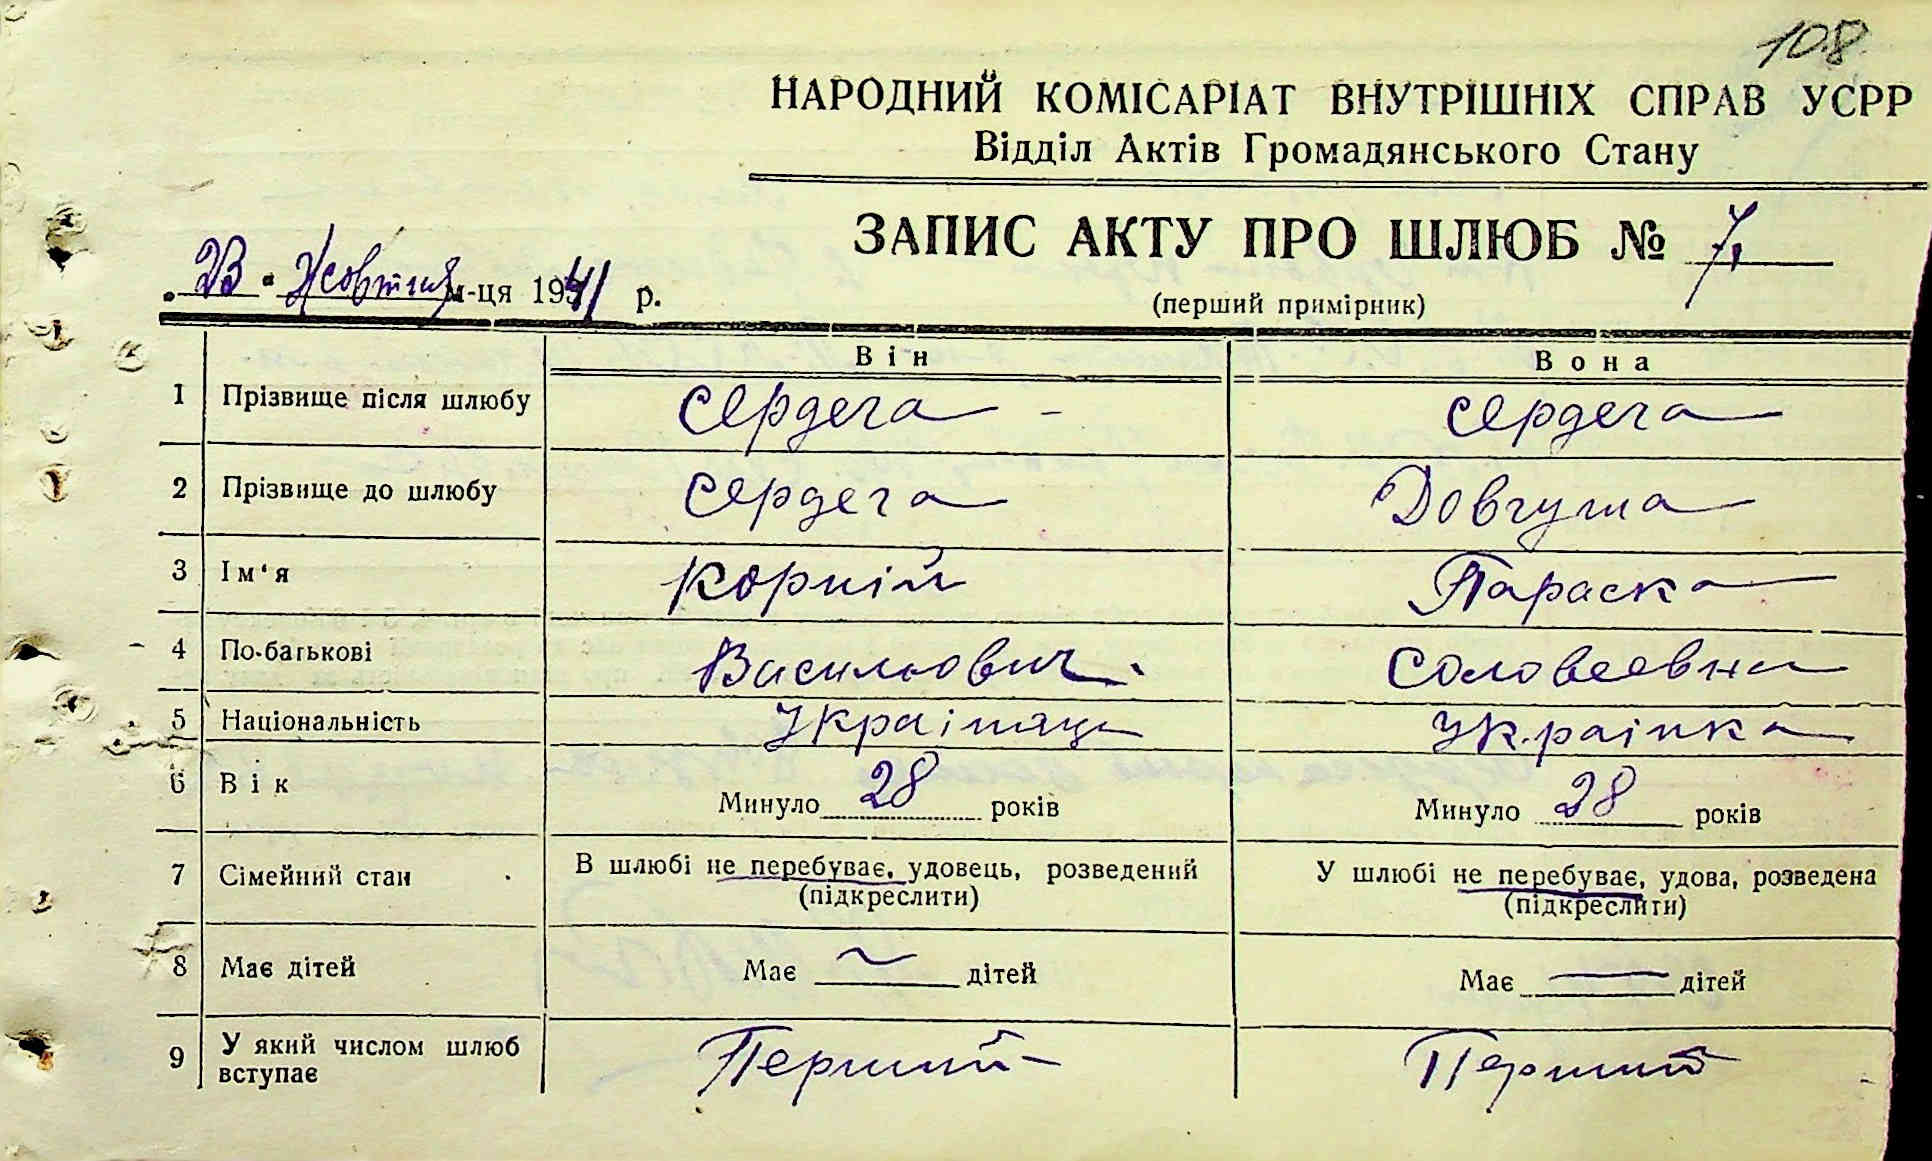 108
НАРОДНИЙ КОМІСАРІАТ ВНУТРІШНІХ СПРАВ УСРР
Відділ Актів Громадянського Стану
ЗАПИС АКТУ ПРО ШЛЮБ № 7
„23“ Жовтня м-ця 1941 р.
(перший примірник)
Він Вона
1 Прізвище після шлюбу Сердега Сердега
2 Прізвище до шлюбу Сердега Довгуша
3 Ім'я Корній Параска
4 По-батькові Васильович Соловеевна
5 Національність Українец Українка
6 Вік Минуло 28 років Минуло 28 років
7 Сімейний стан В шлюбі не перебуває, удовець, розведений У шлюбі не перебуває, удова, розведена
(підкреслити) (підкреслити)
8 Має дітей Має — дітей Має — дітей
9 У який числом шлюб вступає Перший Перший